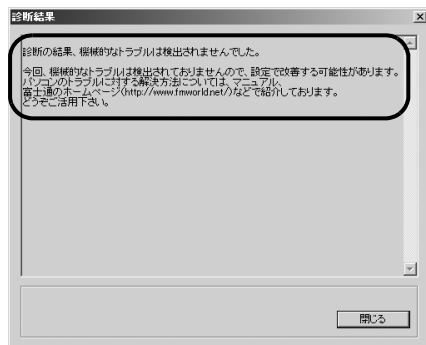 診断結果
診断の結果、機械的なトラブルは検出されませんでした。
今回、機械的なトラブルは検出されておりませんので、設定で改善する可能性があります。
パソコンのトラブルに対する解決方法については、マニュアル、
富士通のホームページ(http://www.fmworld.net/)などで紹介しております。
どうぞご活用下さい。
閉じる